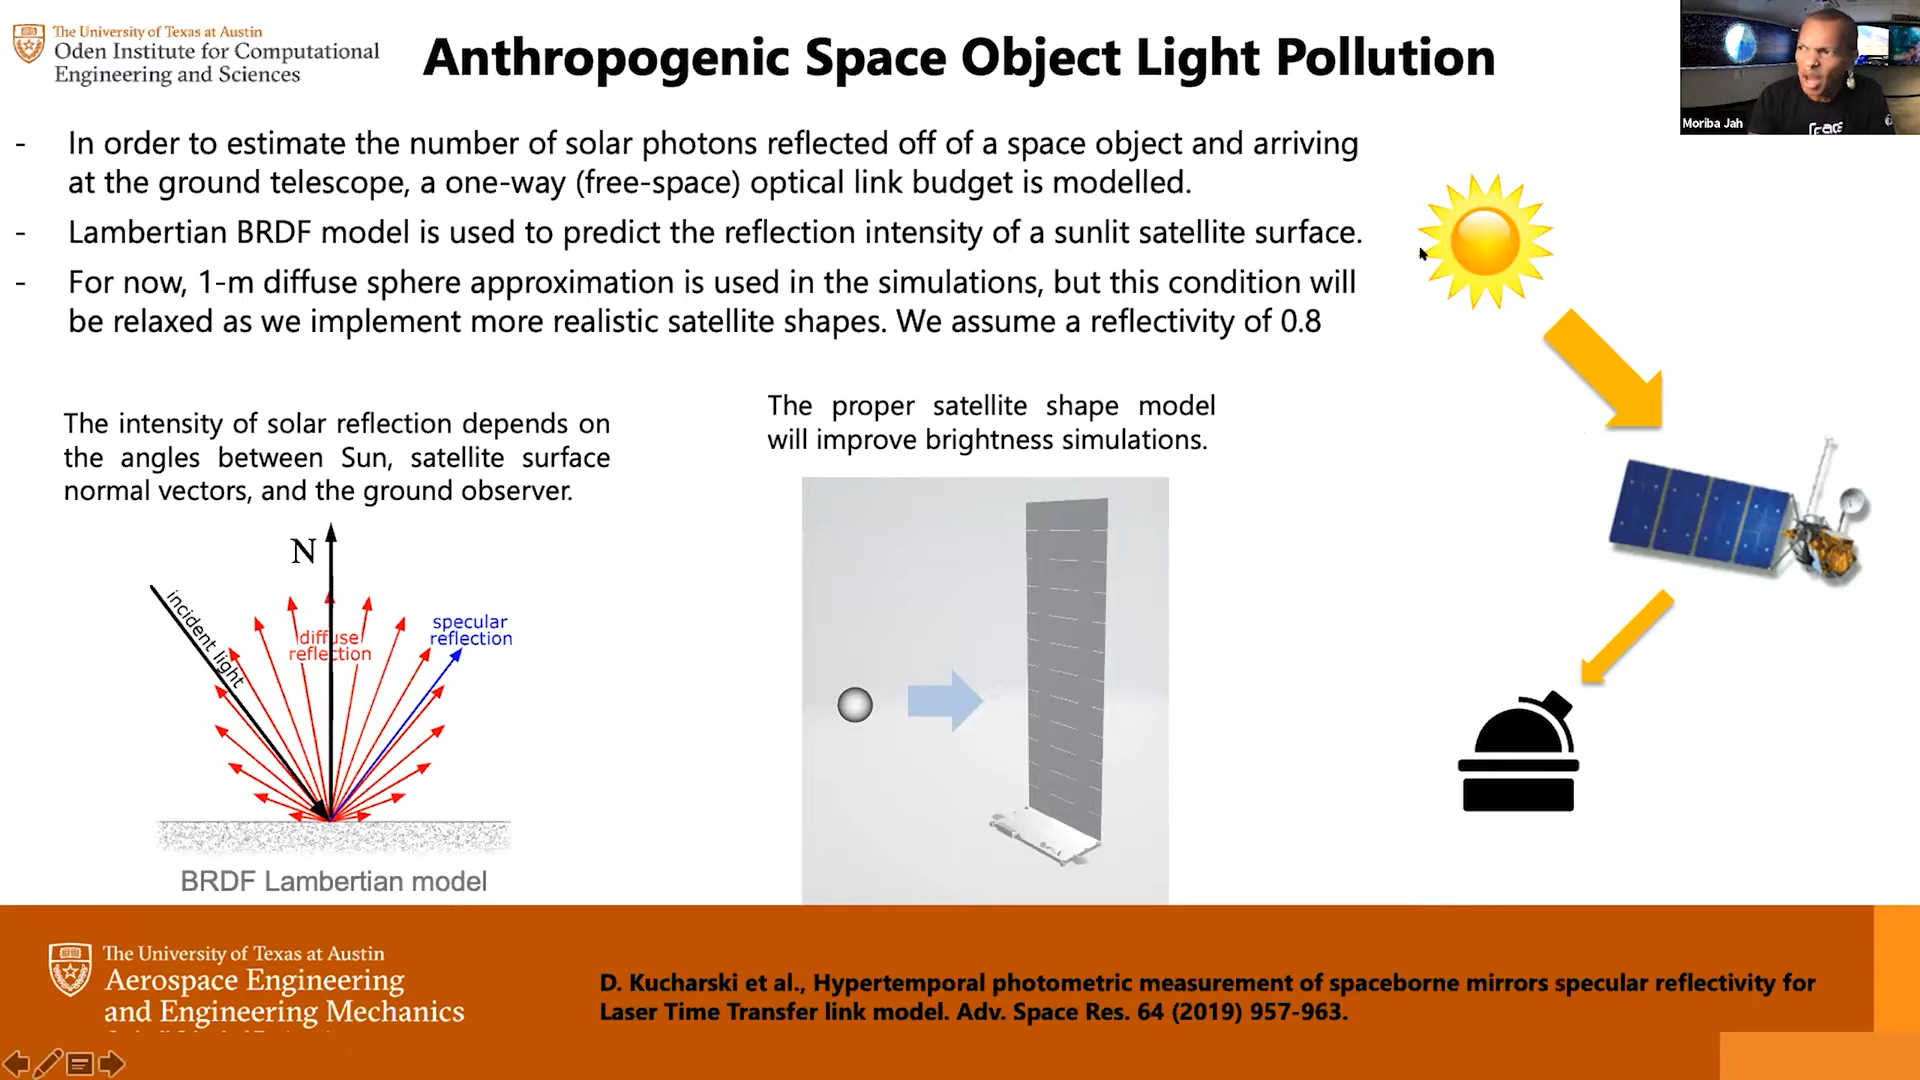 The University of Texas at Austin
Oden Institute for Computational
Engineering and Sciences
Anthropogenic Space Object Light Pollution
Moriba Jah
- In order to estimate the number of solar photons reflected off of a space object and arriving
at the ground telescope, a one-way (free-space) optical link budget is modelled.
- Lambertian BRDF model is used to predict the reflection intensity of a sunlit satellite surface.
- For now, 1-m diffuse sphere approximation is used in the simulations, but this condition will
be relaxed as we implement more realistic satellite shapes. We assume a reflectivity of 0.8
The intensity of solar reflection depends on
the angles between Sun, satellite surface
normal vectors, and the ground observer.
N
incident light
diffuse
reflection
specular
reflection
BRDF Lambertian model
The proper satellite shape model
will improve brightness simulations.
The University of Texas at Austin
Aerospace Engineering
and Engineering Mechanics
D. Kucharski et al., Hypertemporal photometric measurement of spaceborne mirrors specular reflectivity for
Laser Time Transfer link model. Adv. Space Res. 64 (2019) 957-963.